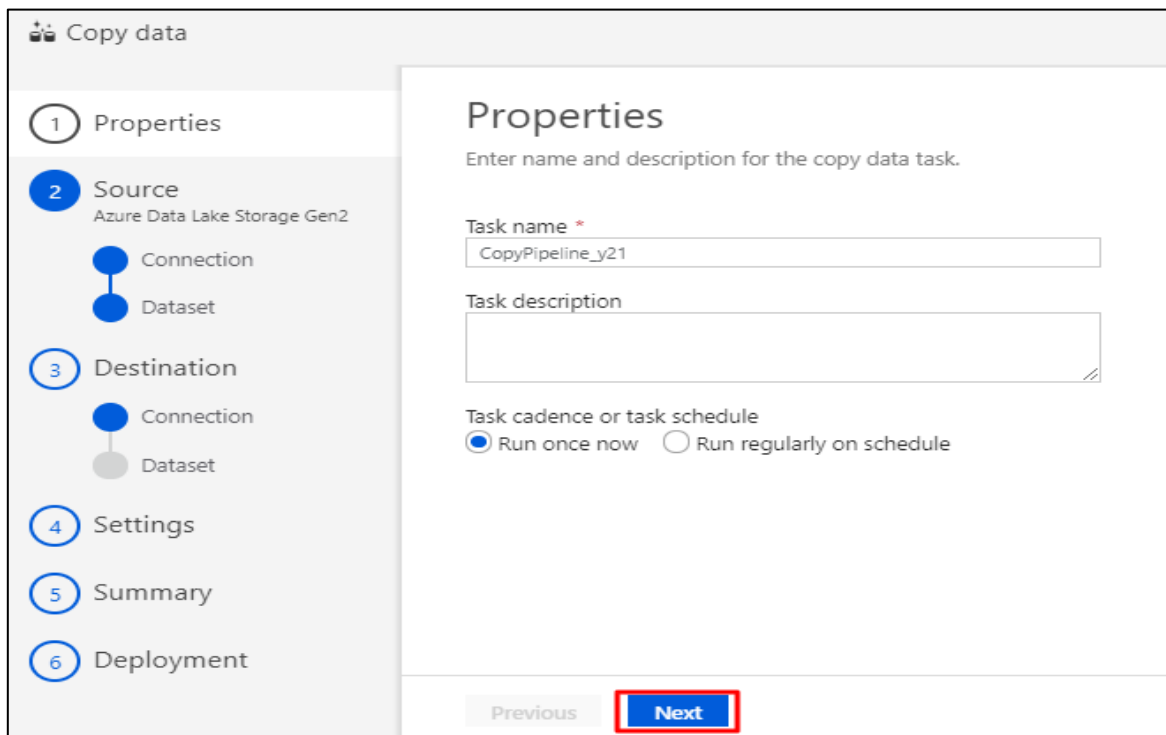 Copy data
1 Properties
2 Source
Azure Data Lake Storage Gen2
Connection
Dataset
3 Destination
Connection
Dataset
4 Settings
5 Summary
6 Deployment
Properties
Enter name and description for the copy data task.
Task name *
CopyPipeline_y21
Task description
Task cadence or task schedule
Run once now Run regularly on schedule
Previous Next